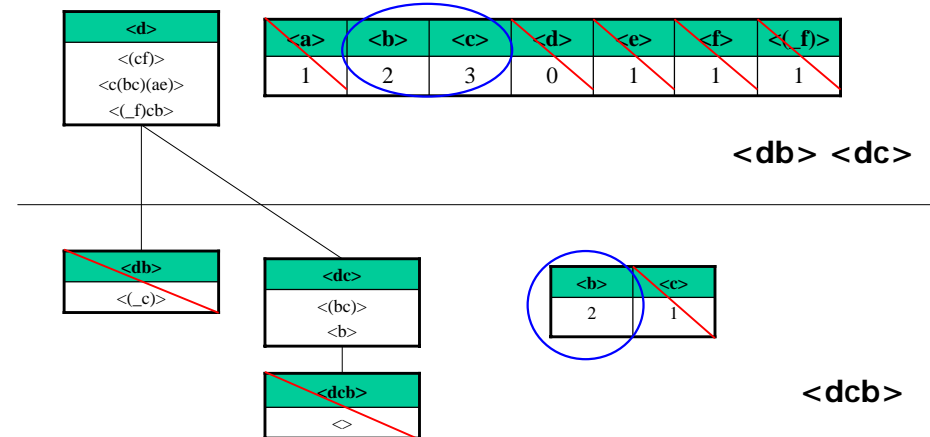 <d>
<(cf)>
<c(bc)(ae)>
<(_f)cb>
<a> <b> <c> <d> <e> <f> <(_f)>
1 2 3 0 1 1 1
<db> <dc>
<db>
<(_c)>
<dc>
<(bc)>
<b>
<b> <c>
2 1
<dcb>
<>
<dcb>